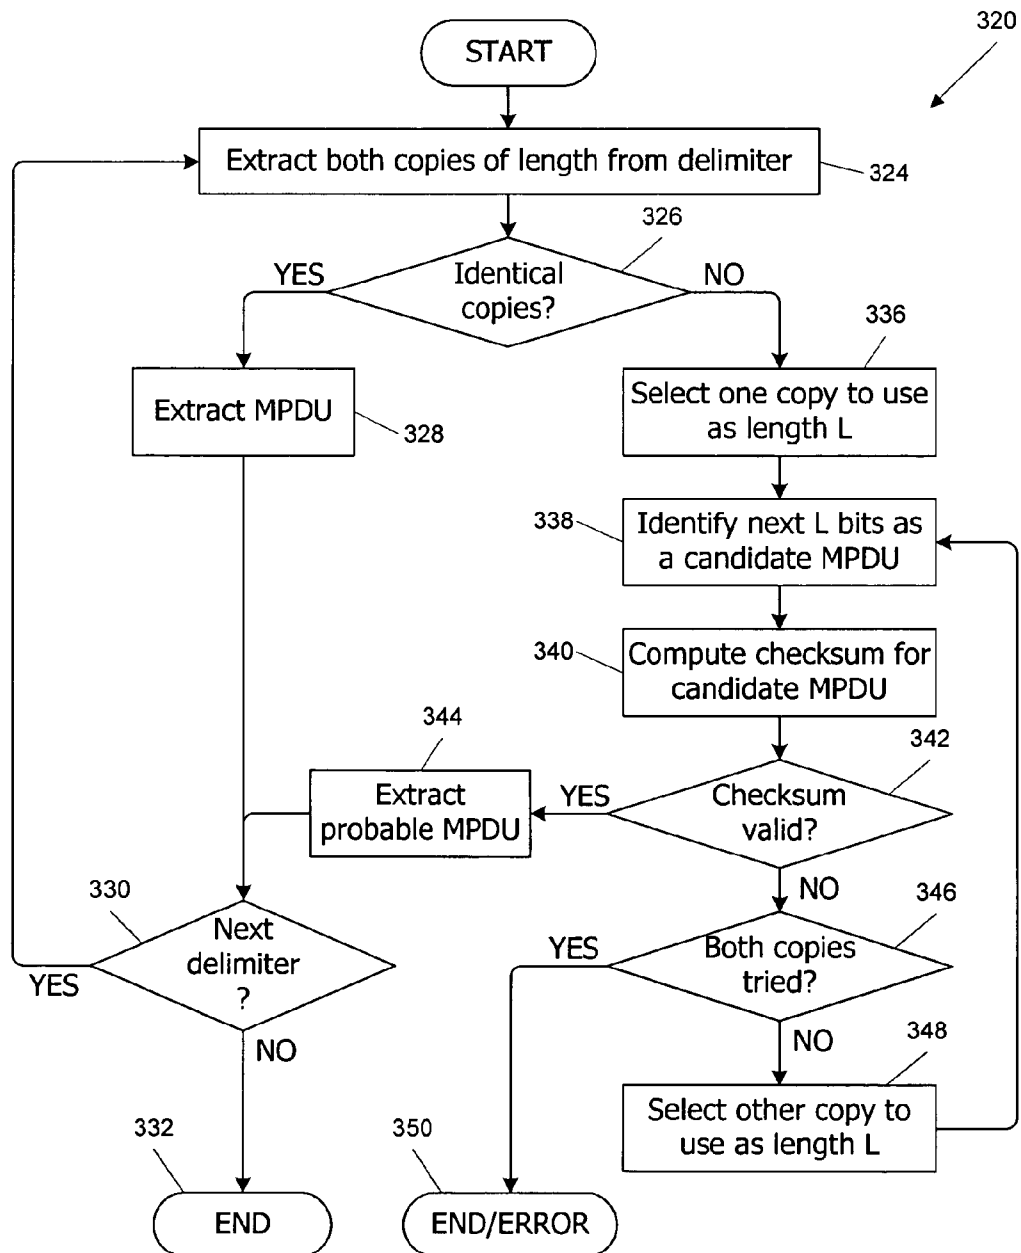 320
START
Extract both copies of length from delimiter
324
326
YES
Identical
copies?
NO
336
Extract MPDU
328
Select one copy to use
as length L
338
Identify next L bits as
a candidate MPDU
340
Compute checksum for
candidate MPDU
344
342
Extract
probable MPDU
YES
Checksum
valid?
NO
330
346
Next
delimiter
?
YES
YES
Both copies
tried?
NO
NO
348
Select other copy to
use as length L
332
350
END
END/ERROR